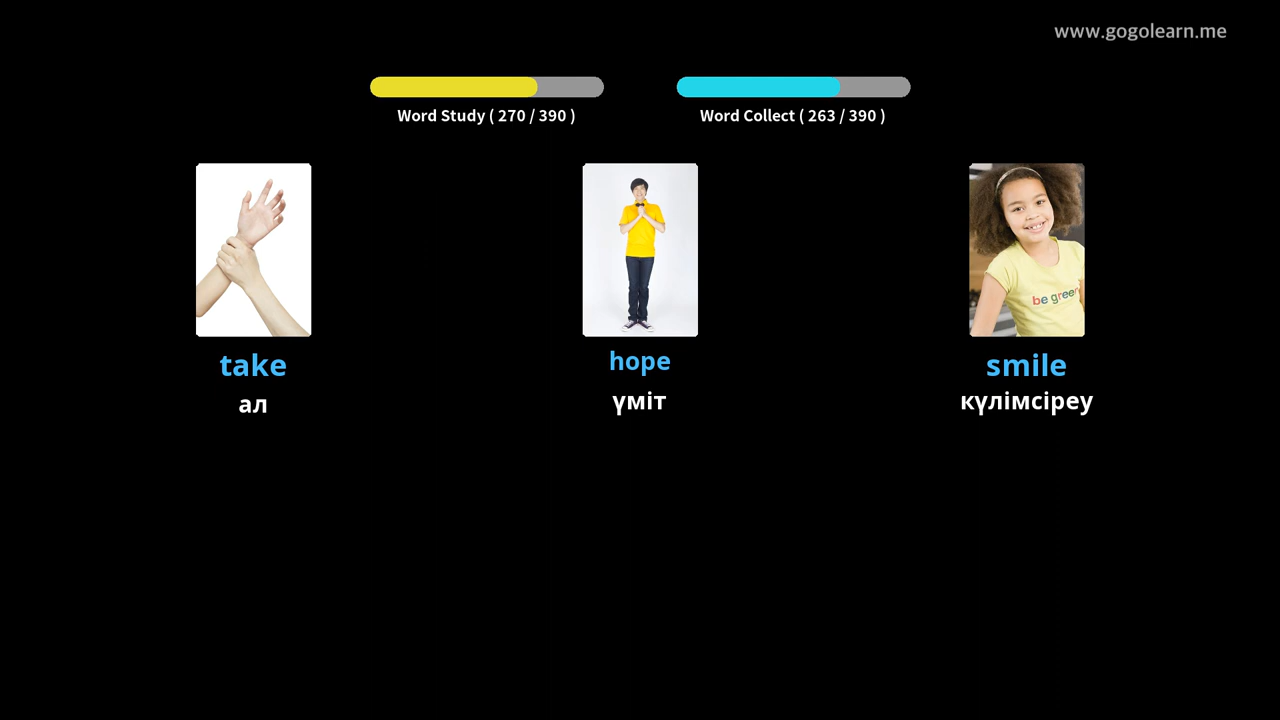 www.gogolearn.me
Word Study ( 270 / 390 )
Word Collect ( 263 / 390 )
be green
take
hope
smile
ал
үміт
күлімсіреу